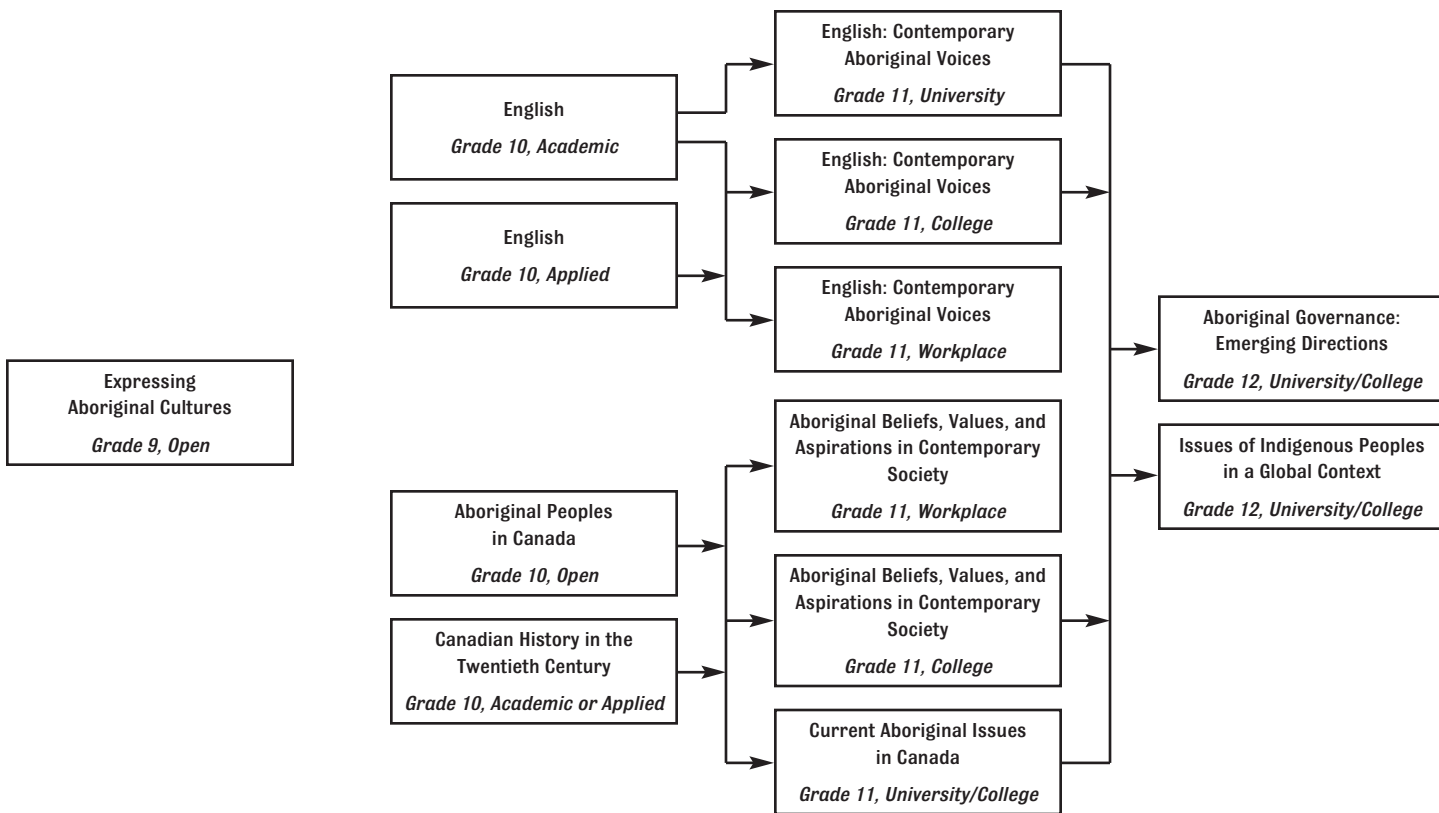 Expressing
Aboriginal Cultures
Grade 9, Open
English
Grade 10, Academic
English
Grade 10, Applied
Aboriginal Peoples
in Canada
Grade 10, Open
Canadian History in the
Twentieth Century
Grade 10, Academic or Applied
English: Contemporary
Aboriginal Voices
Grade 11, University
English: Contemporary
Aboriginal Voices
Grade 11, College
English: Contemporary
Aboriginal Voices
Grade 11, Workplace
Aboriginal Beliefs, Values, and
Aspirations in Contemporary
Society
Grade 11, Workplace
Aboriginal Beliefs, Values, and
Aspirations in Contemporary
Society
Grade 11, College
Current Aboriginal Issues
in Canada
Grade 11, University/College
Aboriginal Governance:
Emerging Directions
Grade 12, University/College
Issues of Indigenous Peoples
in a Global Context
Grade 12, University/College